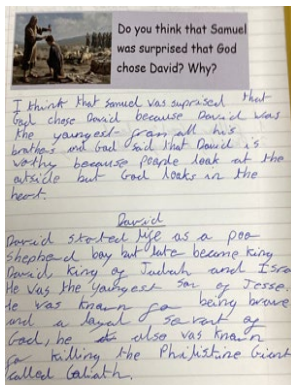 Do you think that Samuel
was surprised that God
chose David? Why?
I think that samuel was suprised that
God chose David because David was
the youngest from all his
brothers and God said that David is
wothy because people look at the
outside but God looks in the
heart.
David
David started life as a poor
shepherd boy but later became king
David king of Judah and Isra
He was the youngest son of Jesse.
He was known for being brave
and a loyal servant of
God, he also was known
for killing the Philistine Giant
called Goliath.